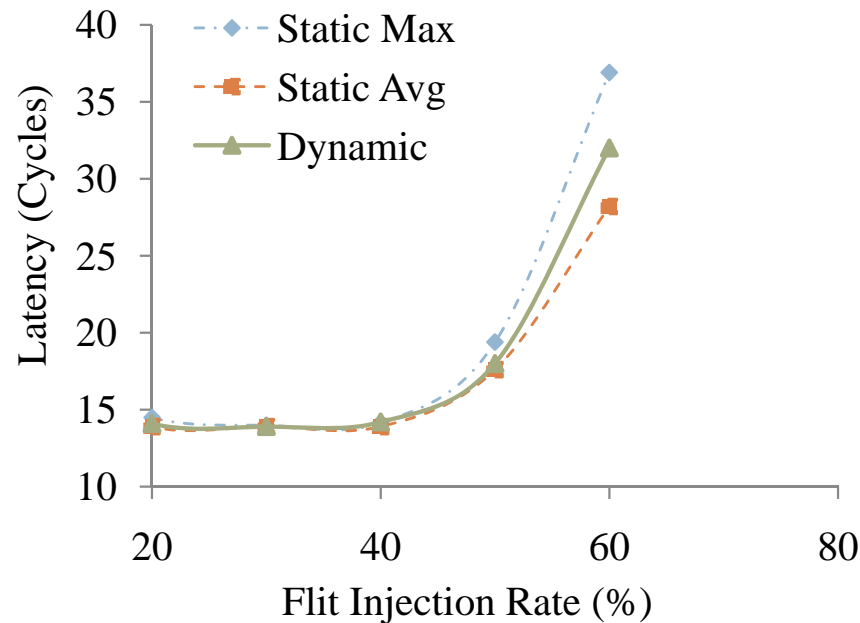 40
35
30
25
20
15
10
Latency (Cycles)
Static Max
Static Avg
Dynamic
20 40 60 80
Flit Injection Rate (%)